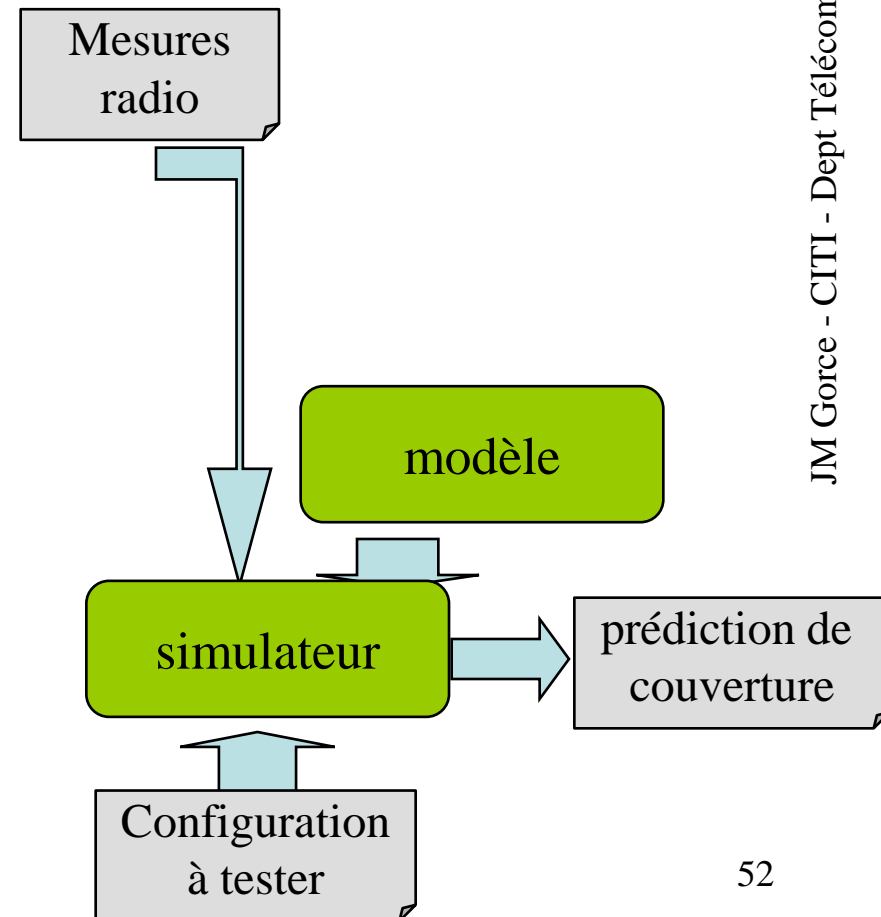 Mesures
radio
JM Gorce - CITI - Dept Télécom
modèle
simulateur
prédiction de
couverture
Configuration
à tester
52